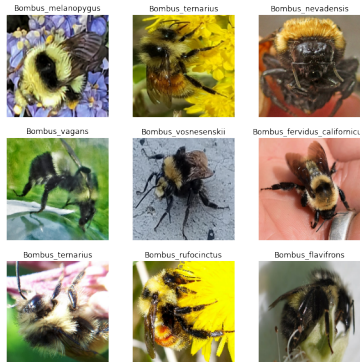 Bombus_melanopygus
Bombus_ternarius
Bombus_nevadensis
Bombus_vagans
Bombus_vosnesenskii
Bombus_fervidus_californicu
Bombus_ternarius
Bombus_rufocinctus
Bombus_flavifrons